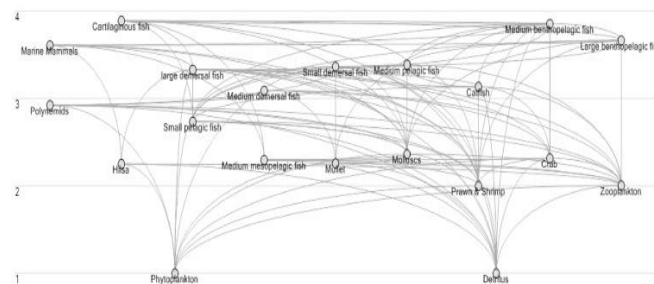 4
Cartilaginous fish
Medium benthopelagic fish
Marine Mammals
Large benthopelagic fis
large demersal fish
Small demersal fish
Medium pelagic fish
Medium demersal fish
Catfish
3
Polynemids
Small pelagic fish
Hilsa
Medium mesopelagic fish
Mullet
Molluscs
Crab
2
Prawn & Shrimp
Zooplankton
1
Phytoplankton
Detritus